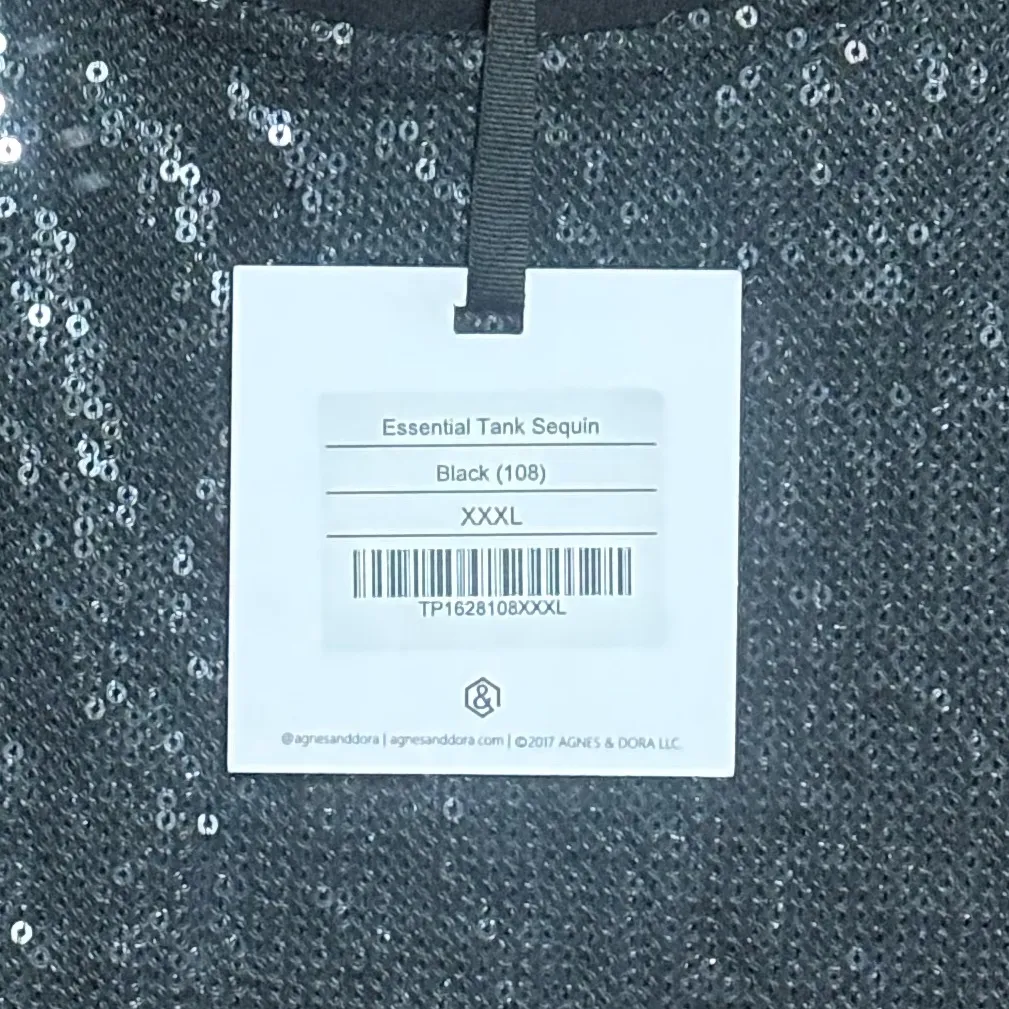 Essential Tank Sequin
Black (108)
XXXL
TP1628108XXXL
&
@agnesanddora | agnesanddora.com | ©2017 AGNES & DORA LLC.